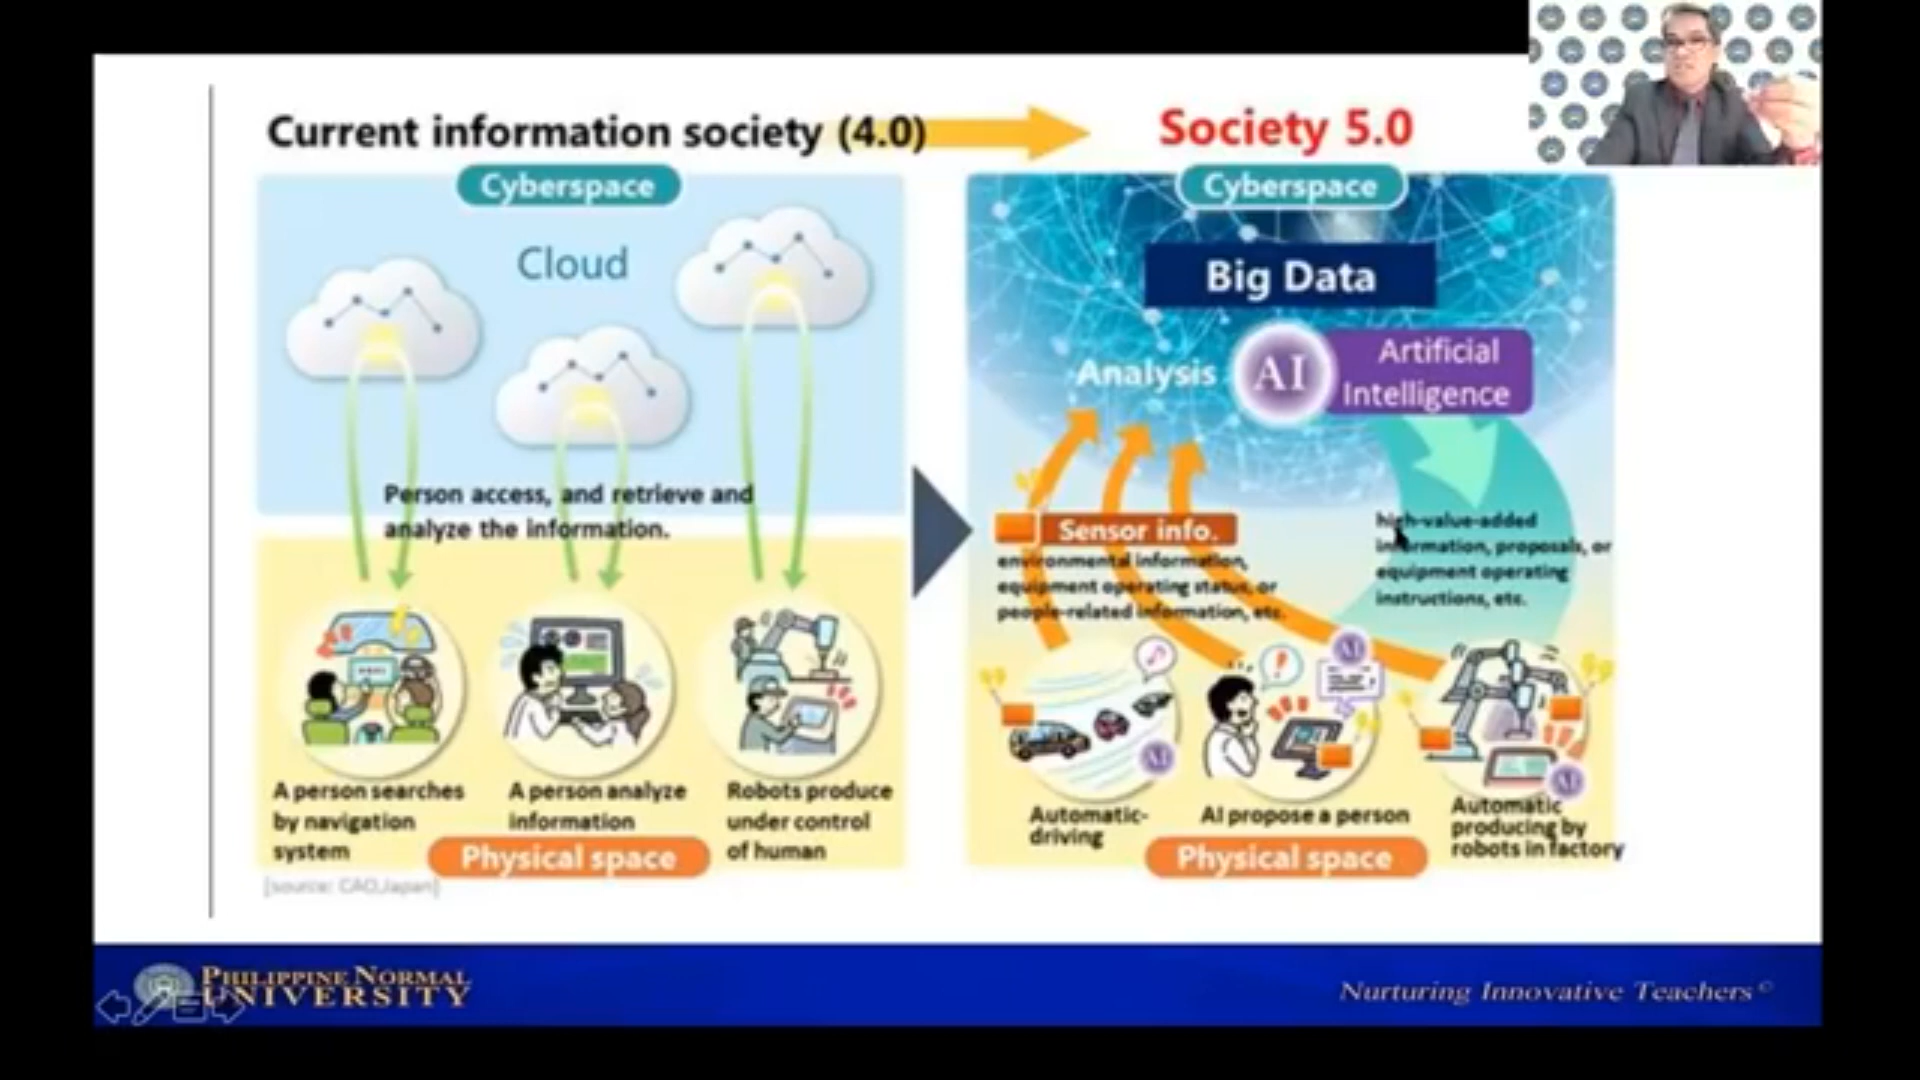 Current information society (4.0)
Society 5.0
Cyberspace
Cloud
Person access, and retrieve and
analyze the information.
A person searches
by navigation
system
A person analyze
information
Robots produce
under control
of human
Physical space
[source: CAO,Japan]
Cyberspace
Big Data
Analysis
AI
Artificial
Intelligence
Sensor info.
environmental information,
equipment operating status, or
people-related information, etc.
high-value-added
information, proposals, or
equipment operating
instructions, etc.
AI
AI
AI
Automatic-
driving
AI propose a person
Automatic
producing by
robots in factory
Physical space
PHILIPPINE NORMAL
UNIVERSITY
Nurturing Innovative Teachers©